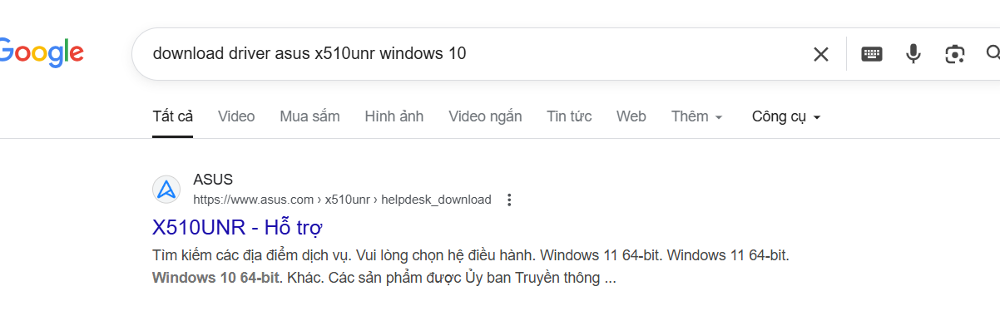 Google
download driver asus x510unr windows 10
Tất cả Video Mua sắm Hình ảnh Video ngắn Tin tức Web Thêm Công cụ
ASUS
https://www.asus.com › x510unr › helpdesk_download
X510UNR - Hỗ trợ
Tìm kiếm các địa điểm dịch vụ. Vui lòng chọn hệ điều hành. Windows 11 64-bit. Windows 11 64-bit.
Windows 10 64-bit. Khác. Các sản phẩm được Ủy ban Truyền thông ...